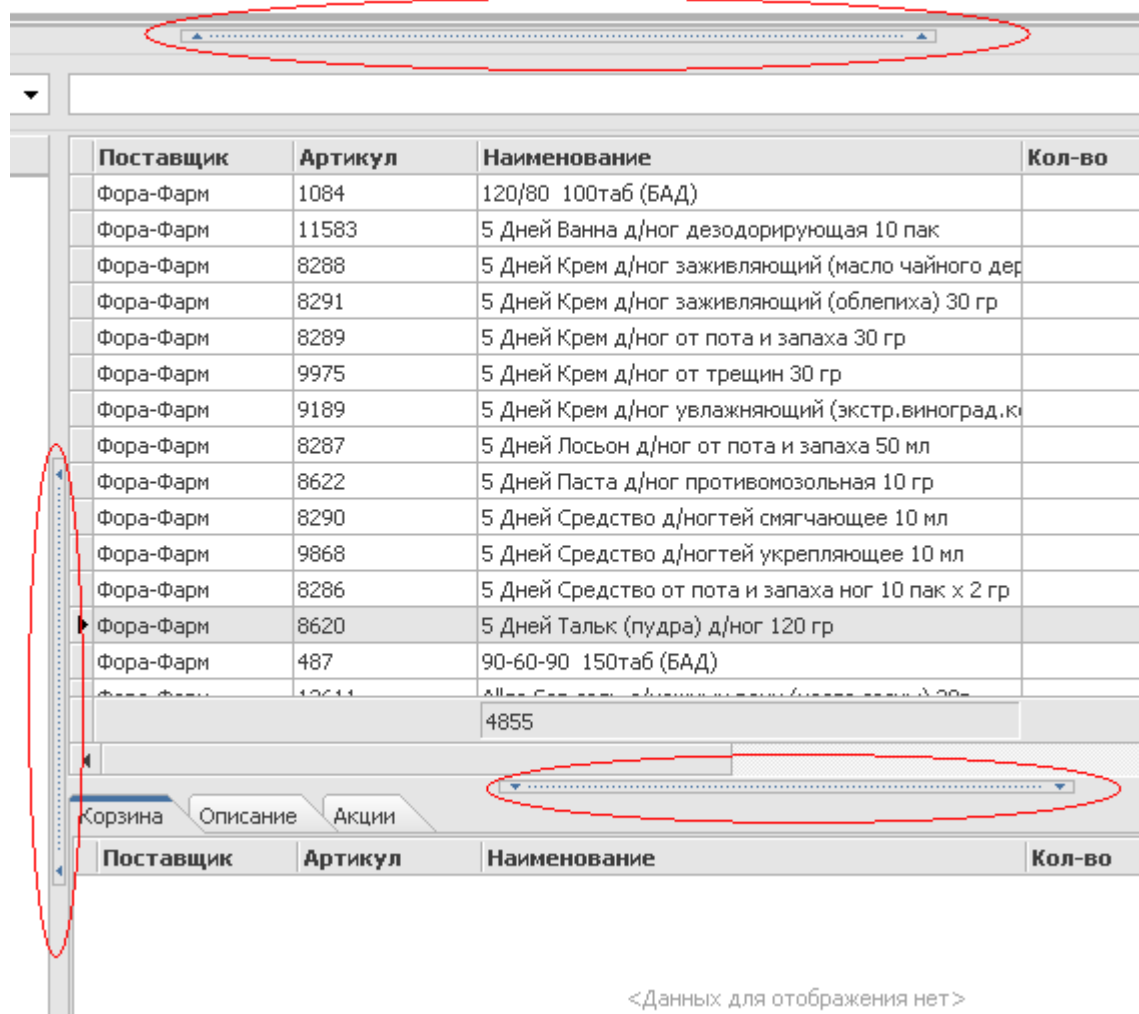 Поставщик Артикул Наименование Кол-во
Фора-Фарм 1084 120/80 100таб (БАД)
Фора-Фарм 11583 5 Дней Ванна д/ног дезодорирующая 10 пак
Фора-Фарм 8288 5 Дней Крем д/ног заживляющий (масло чайного дер
Фора-Фарм 8291 5 Дней Крем д/ног заживляющий (облепиха) 30 гр
Фора-Фарм 8289 5 Дней Крем д/ног от пота и запаха 30 гр
Фора-Фарм 9975 5 Дней Крем д/ног от трещин 30 гр
Фора-Фарм 9189 5 Дней Крем д/ног увлажняющий (экстр.виноград.к
Фора-Фарм 8287 5 Дней Лосьон д/ног от пота и запаха 50 мл
Фора-Фарм 8622 5 Дней Паста д/ног противомозольная 10 гр
Фора-Фарм 8290 5 Дней Средство д/ногтей смягчающее 10 мл
Фора-Фарм 9868 5 Дней Средство д/ногтей укрепляющее 10 мл
Фора-Фарм 8286 5 Дней Средство от пота и запаха ног 10 пак х 2 гр
Фора-Фарм 8620 5 Дней Тальк (пудра) д/ног 120 гр
Фора-Фарм 487 90-60-90 150таб (БАД)
4855
Корзина Описание Акции
Поставщик Артикул Наименование Кол-во
<Данных для отображения нет>